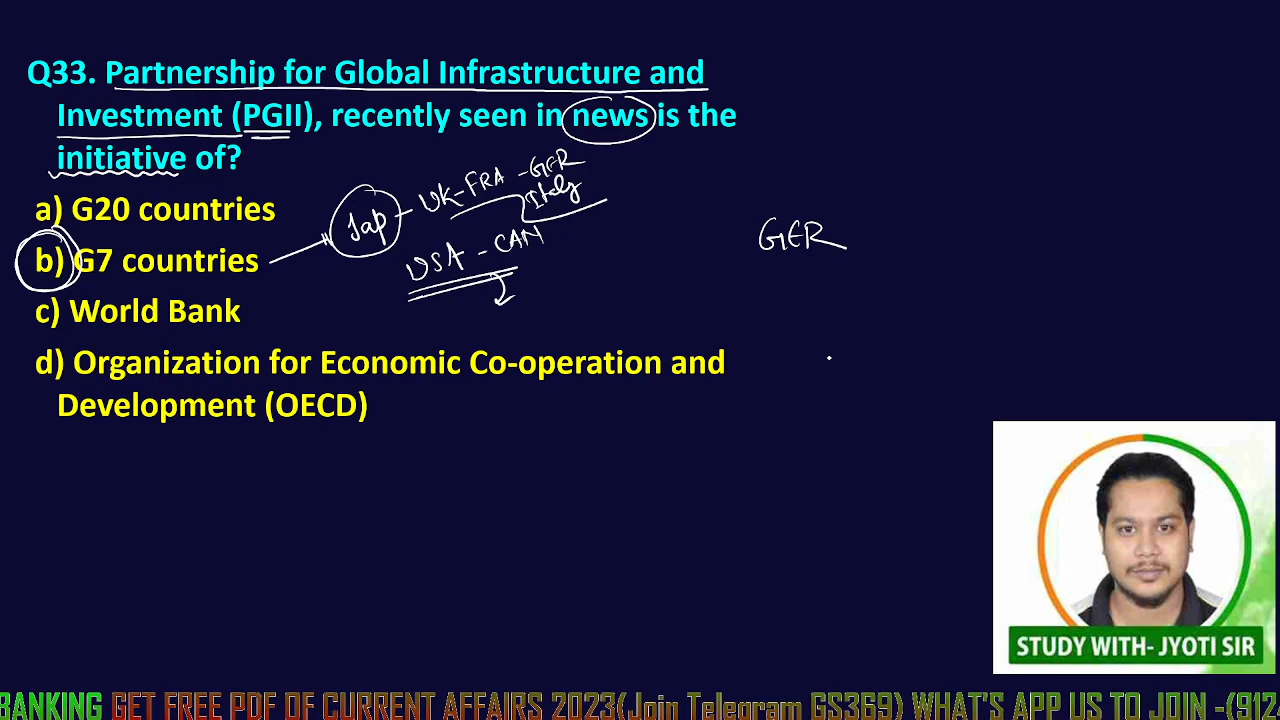 Q33. Partnership for Global Infrastructure and
Investment (PGII), recently seen in news is the
initiative of?
a) G20 countries
b) G7 countries
c) World Bank
d) Organization for Economic Co-operation and
Development (OECD)
Jap - UK-FRA - GER
Italy
USA - CAN
GER
STUDY WITH- JYOTI SIR
BANKING GET FREE PDF OF CURRENT AFFAIRS 2023(Join Telegram GS369) WHAT'S APP US TO JOIN -(912